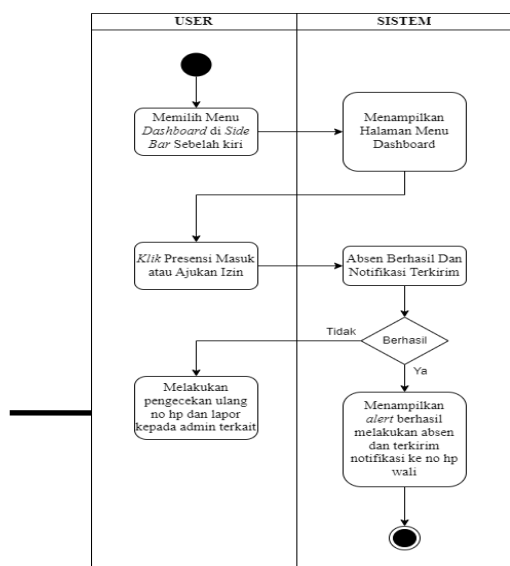 USER
SISTEM
Memilih Menu
Dashboard di Side
Bar Sebelah kiri
Menampilkan
Halaman Menu
Dashboard
Klik Presensi Masuk
atau Ajukan Izin
Absen Berhasil Dan
Notifikasi Terkirim
Berhasil
Tidak
Ya
Melakukan
pengecekan ulang
no hp dan lapor
kepada admin terkait
Menampilkan
alert berhasil
melakukan absen
dan terkirim
notifikasi ke no hp
wali